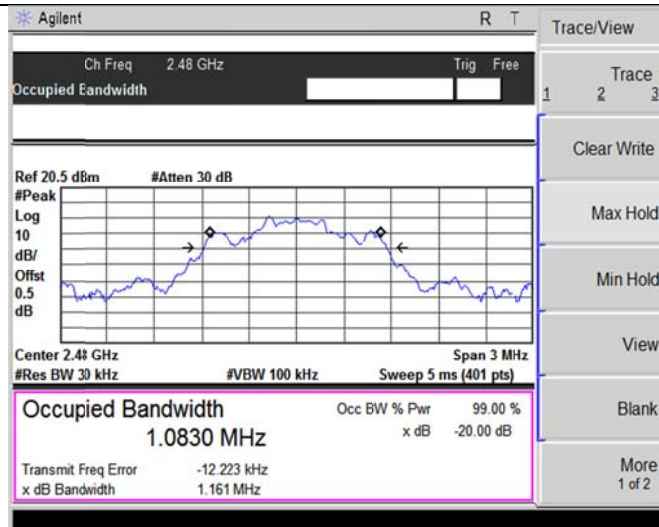 Agilent R T
Trace/View
Ch Freq 2.48 GHz Trig Free
Occupied Bandwidth
Trace
1 2 3
Clear Write
Ref 20.5 dBm #Atten 30 dB
#Peak
Log
10
dB/
Offst
0.5
dB
Max Hold
Min Hold
View
Center 2.48 GHz Span 3 MHz
#Res BW 30 kHz #VBW 100 kHz Sweep 5 ms (401 pts)
Occupied Bandwidth Occ BW % Pwr 99.00 %
1.0830 MHz x dB -20.00 dB
Blank
Transmit Freq Error -12.223 kHz
x dB Bandwidth 1.161 MHz
More
1 of 2